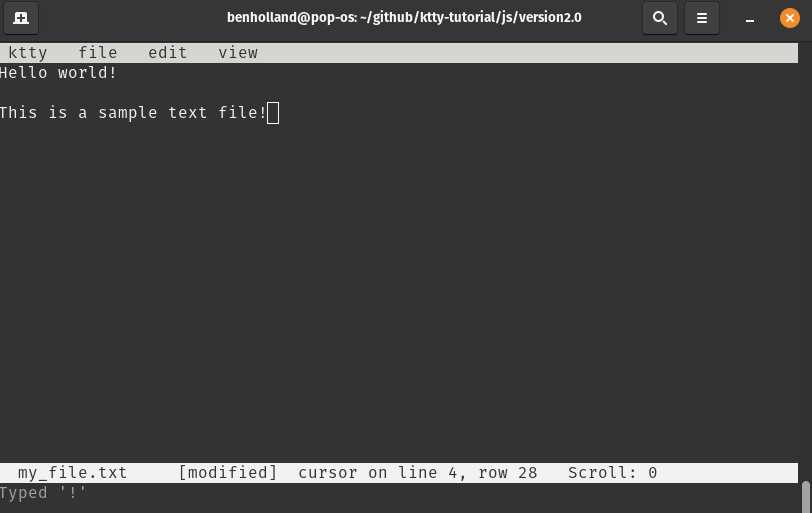 benholland@pop-os: ~/github/ktty-tutorial/js/version2.0
ktty file edit view
Hello world!
This is a sample text file!
my_file.txt [modified] cursor on line 4, row 28 Scroll: 0
Typed '!'